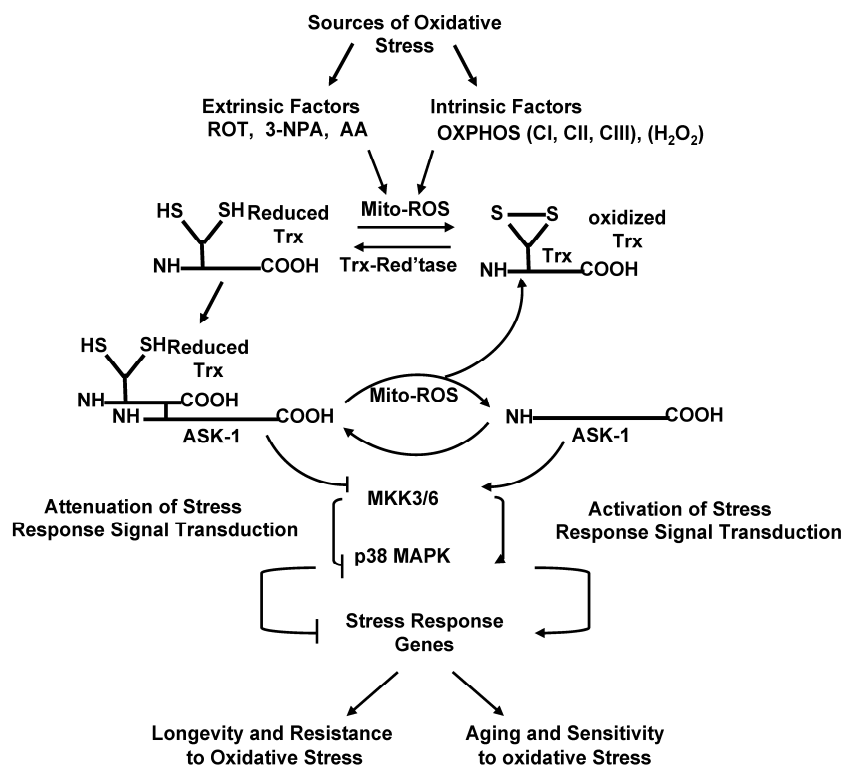 Sources of Oxidative
Stress
Extrinsic Factors
ROT, 3-NPA, AA
Intrinsic Factors
OXPHOS (CI, CII, CIII), (H₂O₂)
HS
SH
Reduced
Trx
NH
COOH
Mito-ROS
Trx-Red'tase
S
S
oxidized
Trx
Trx
NH
COOH
HS
SH
Reduced
Trx
NH
COOH
NH
COOH
ASK-1
Mito-ROS
NH
COOH
ASK-1
Attenuation of Stress
Response Signal Transduction
MKK3/6
p38 MAPK
Activation of Stress
Response Signal Transduction
Stress Response
Genes
Longevity and Resistance
to Oxidative Stress
Aging and Sensitivity
to oxidative Stress